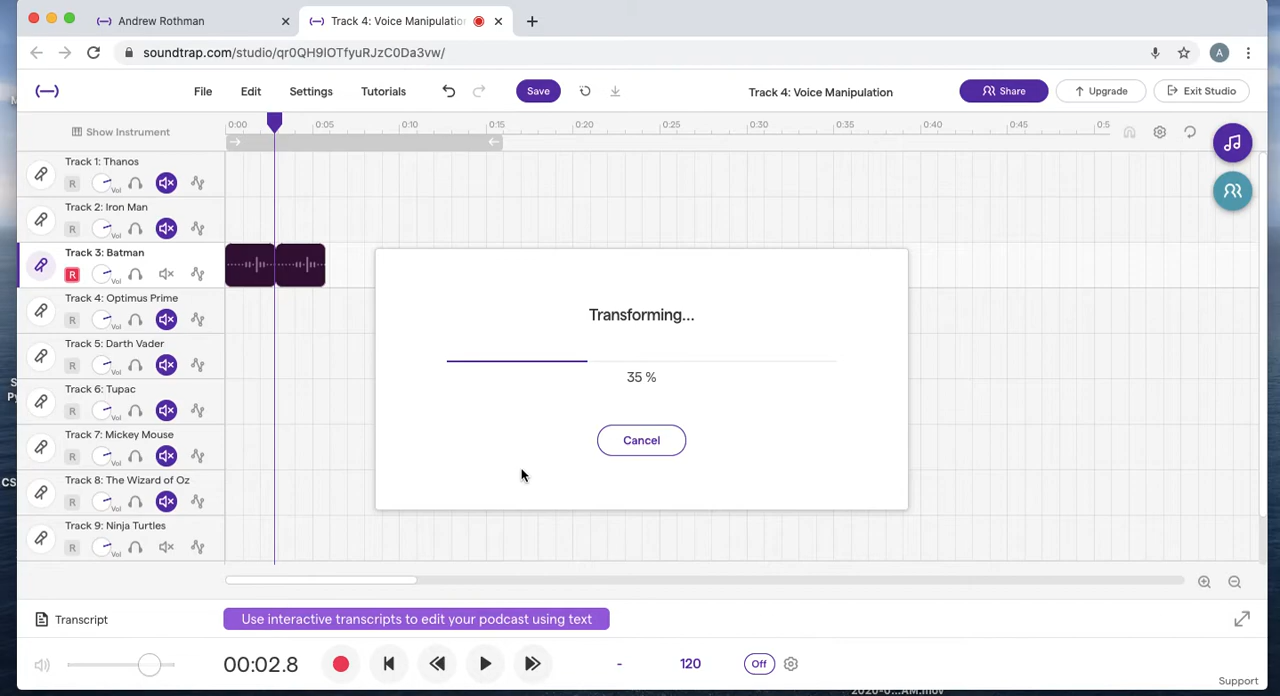 Andrew Rothman
Track 4: Voice Manipulation
soundtrap.com/studio/qr0QH9IOTfyuRJzC0Da3vw/
A
File Edit Settings Tutorials Save Track 4: Voice Manipulation Share Upgrade Exit Studio
Show Instrument
0:00 0:05 0:10 0:15 0:20 0:25 0:30 0:35 0:40 0:45 0:5
Track 1: Thanos
R Vol
Track 2: Iron Man
R Vol
Track 3: Batman
R Vol
Track 4: Optimus Prime
R Vol
Track 5: Darth Vader
R Vol
Track 6: Tupac
R Vol
Track 7: Mickey Mouse
R Vol
Track 8: The Wizard of Oz
R Vol
Track 9: Ninja Turtles
R Vol
Transforming...
35 %
Cancel
Transcript
Use interactive transcripts to edit your podcast using text
00:02.8
- 120 Off
Support